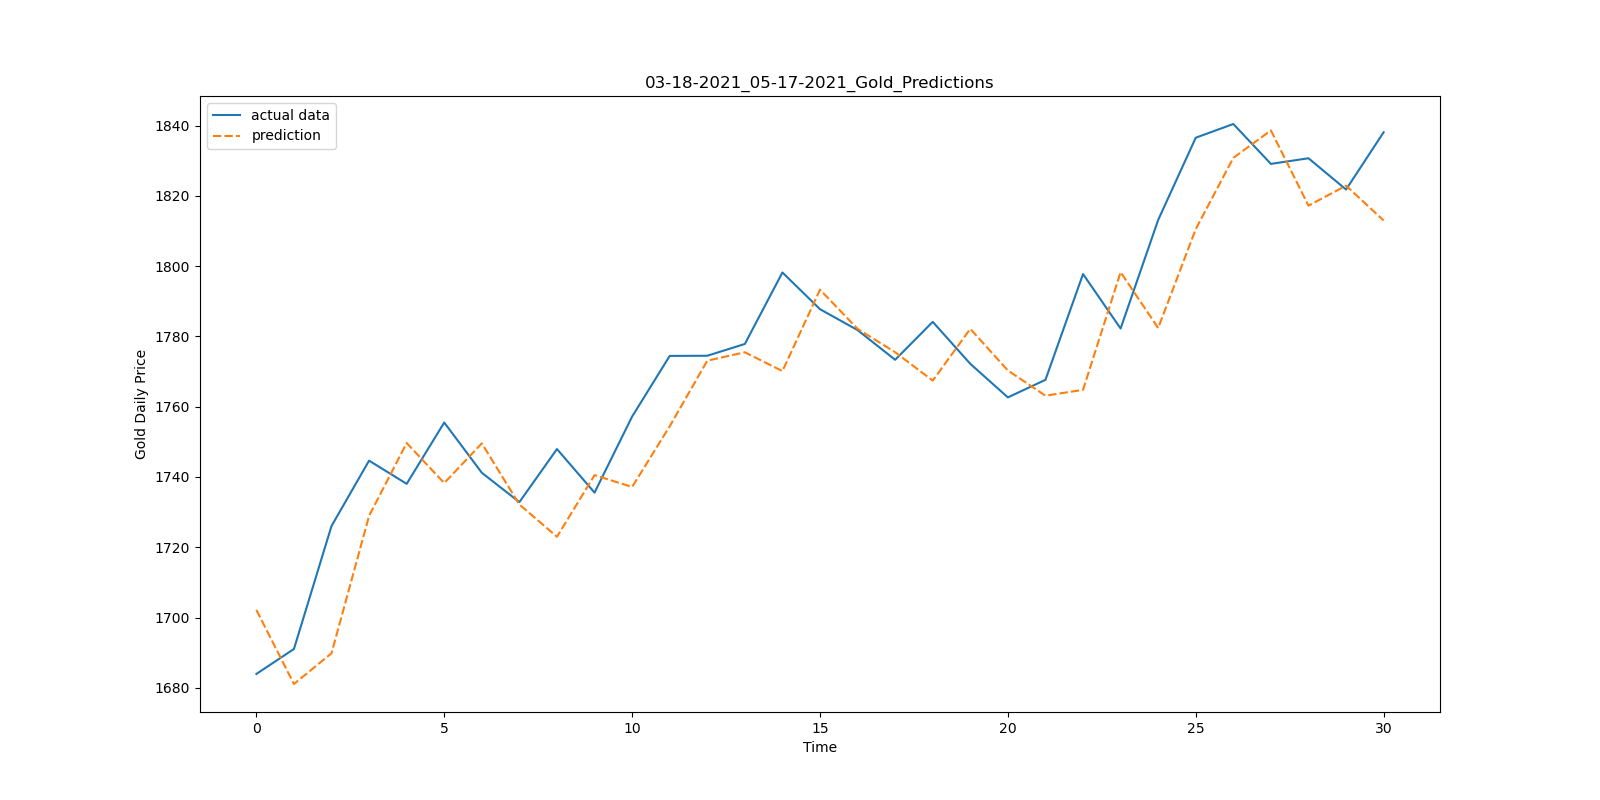 03-18-2021_05-17-2021_Gold_Predictions
actual data
prediction
1840
1820
1800
1780
1760
1740
1720
1700
1680
Gold Daily Price
0 5 10 15 20 25 30
Time